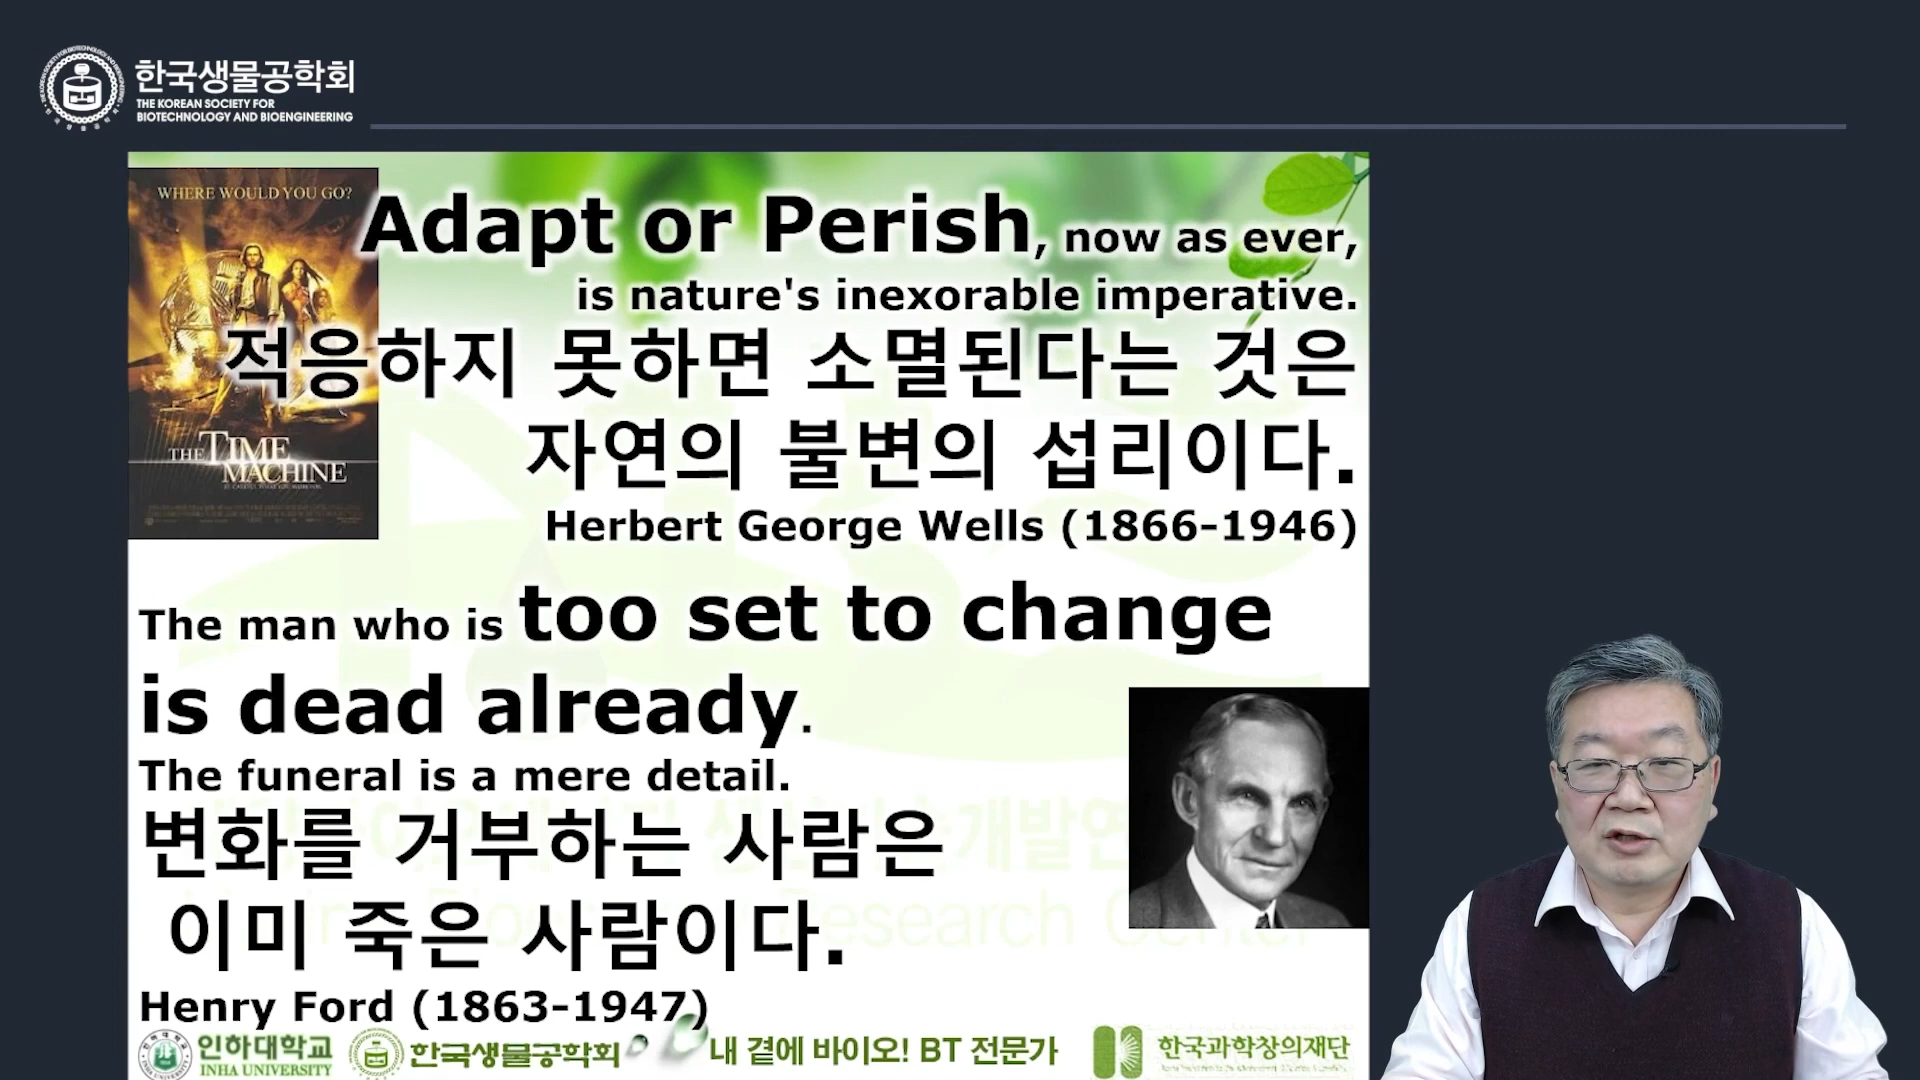 한국생물공학회
THE KOREAN SOCIETY FOR
BIOTECHNOLOGY AND BIOENGINEERING
WHERE WOULD YOU GO?
THE TIME
MACHINE
Adapt or Perish, now as ever,
is nature's inexorable imperative.
적응하지 못하면 소멸된다는 것은
자연의 불변의 섭리이다.
Herbert George Wells (1866-1946)
The man who is too set to change
is dead already.
The funeral is a mere detail.
변화를 거부하는 사람은
이미 죽은 사람이다.
Henry Ford (1863-1947)
인하대학교
INHA UNIVERSITY
한국생물공학회
내 곁에 바이오! BT 전문가
한국과학창의재단